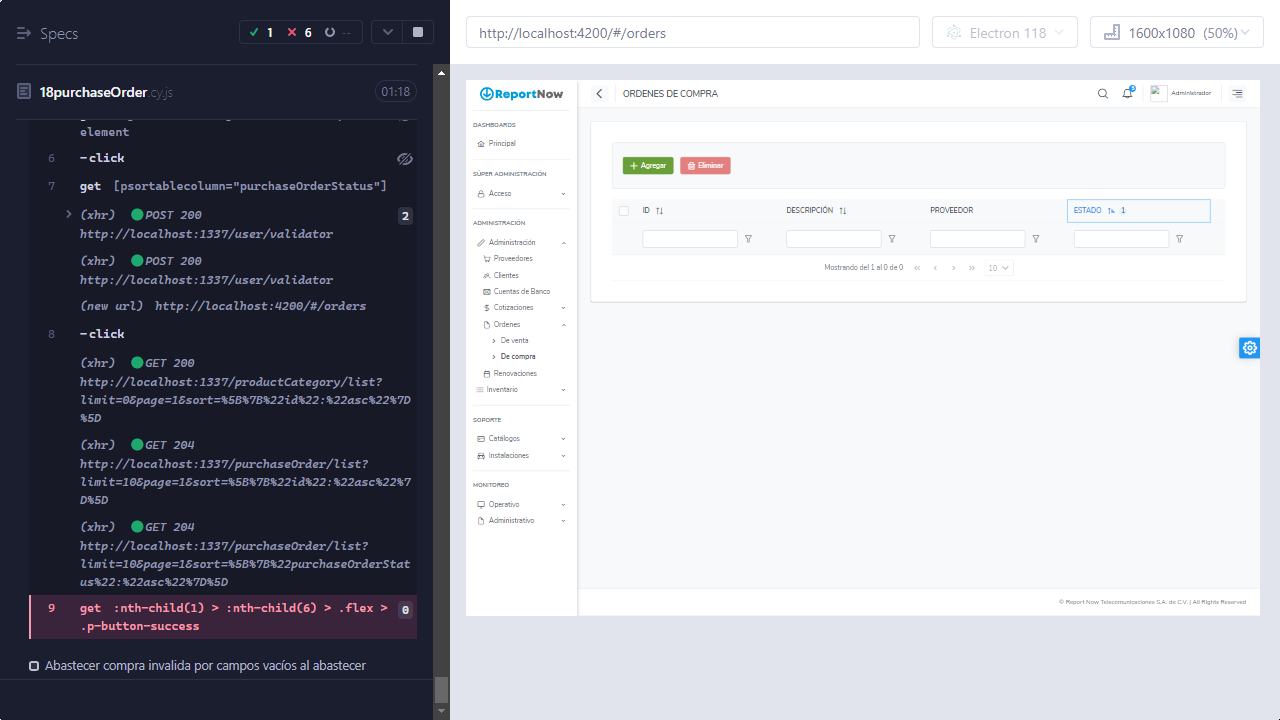 Specs
1
6
--
http://localhost:4200/#/orders
Electron 118
1600x1080 (50%)
18purchaseOrder.cy.js
01:18
element
6 -click
7 get [psortablecolumn="purchaseOrderStatus"]
(xhr) POST 200
http://localhost:1337/user/validator
2
(xhr) POST 200
http://localhost:1337/user/validator
(new url) http://localhost:4200/#/orders
8 -click
(xhr) GET 200
http://localhost:1337/productCategory/list?
limit=0&page=1&sort=%5B%7B%22id%22:%22asc%22%7D
%5D
(xhr) GET 204
http://localhost:1337/purchaseOrder/list?
limit=10&page=1&sort=%5B%7B%22id%22:%22asc%22%7
D%5D
(xhr) GET 204
http://localhost:1337/purchaseOrder/list?
limit=10&page=1&sort=%5B%7B%22purchaseOrderStat
us%22:%22asc%22%7D%5D
9 get :nth-child(1) > :nth-child(6) > .flex >
.p-button-success
0
Abastecer compra invalida por campos vacíos al abastecer
ReportNow
DASHBOARDS
Principal
SÚPER ADMINISTRACIÓN
Acceso
ADMINISTRACIÓN
Administración
Proveedores
Clientes
Cuentas de Banco
Cotizaciones
Ordenes
De venta
De compra
Renovaciones
Inventario
SOPORTE
Catálogos
Instalaciones
MONITOREO
Operativo
Administrativo
ORDENES DE COMPRA
Administrador
Agregar
Eliminar
ID
DESCRIPCIÓN
PROVEEDOR
ESTADO 1
Mostrando del 1 al 0 de 0
10
© Report Now Telecomunicaciones S.A. de C.V. | All Rights Reserved